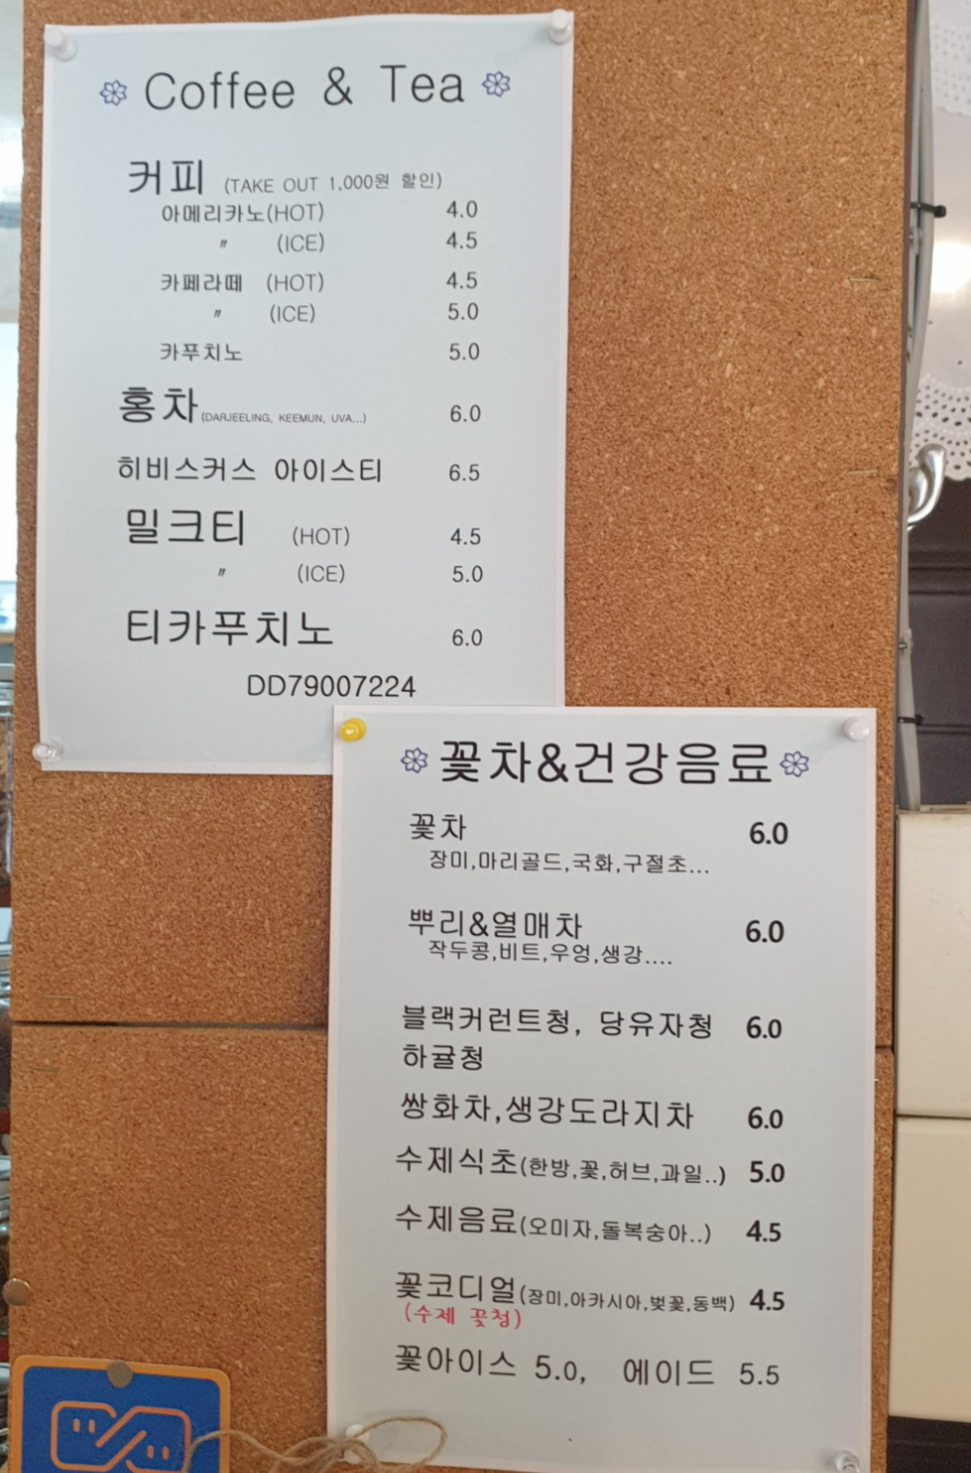 Coffee & Tea
커피 (TAKE OUT 1,000원 할인)
아메리카노(HOT) 4.0
〃 (ICE) 4.5
카페라떼 (HOT) 4.5
〃 (ICE) 5.0
카푸치노 5.0
홍차(DARJEELING, KEEMUN, UVA...) 6.0
히비스커스 아이스티 6.5
밀크티 (HOT) 4.5
〃 (ICE) 5.0
티카푸치노 6.0
DD79007224
꽃차&건강음료
꽃차 6.0
장미,마리골드,국화,구절초...
뿌리&열매차 6.0
작두콩,비트,우엉,생강....
블랙커런트청, 당유자청 6.0
하귤청
쌍화차,생강도라지차 6.0
수제식초(한방,꽃,허브,과일..) 5.0
수제음료(오미자,돌복숭아..) 4.5
꽃코디얼(장미,아카시아,벚꽃,동백) 4.5
(수제 꽃청)
꽃아이스 5.0, 에이드 5.5